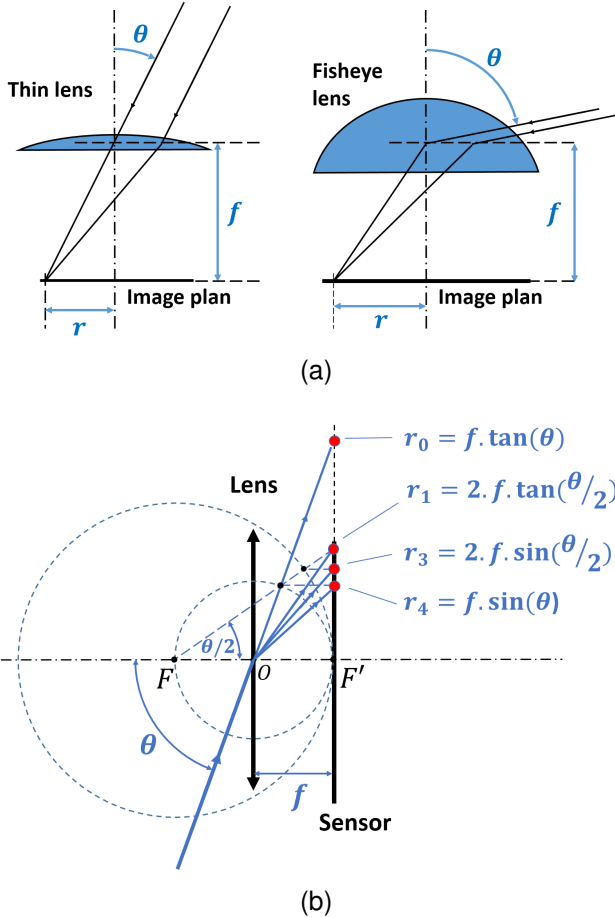 θ
Thin lens
f
Image plan
r
θ
Fisheye
lens
f
Image plan
r
(a)
r₀ = f.tan(θ)
Lens
r₁ = 2.f.tan(θ/2)
r₃ = 2.f.sin(θ/2)
r₄ = f.sin(θ)
θ/2
F
O
F′
θ
f
Sensor
(b)